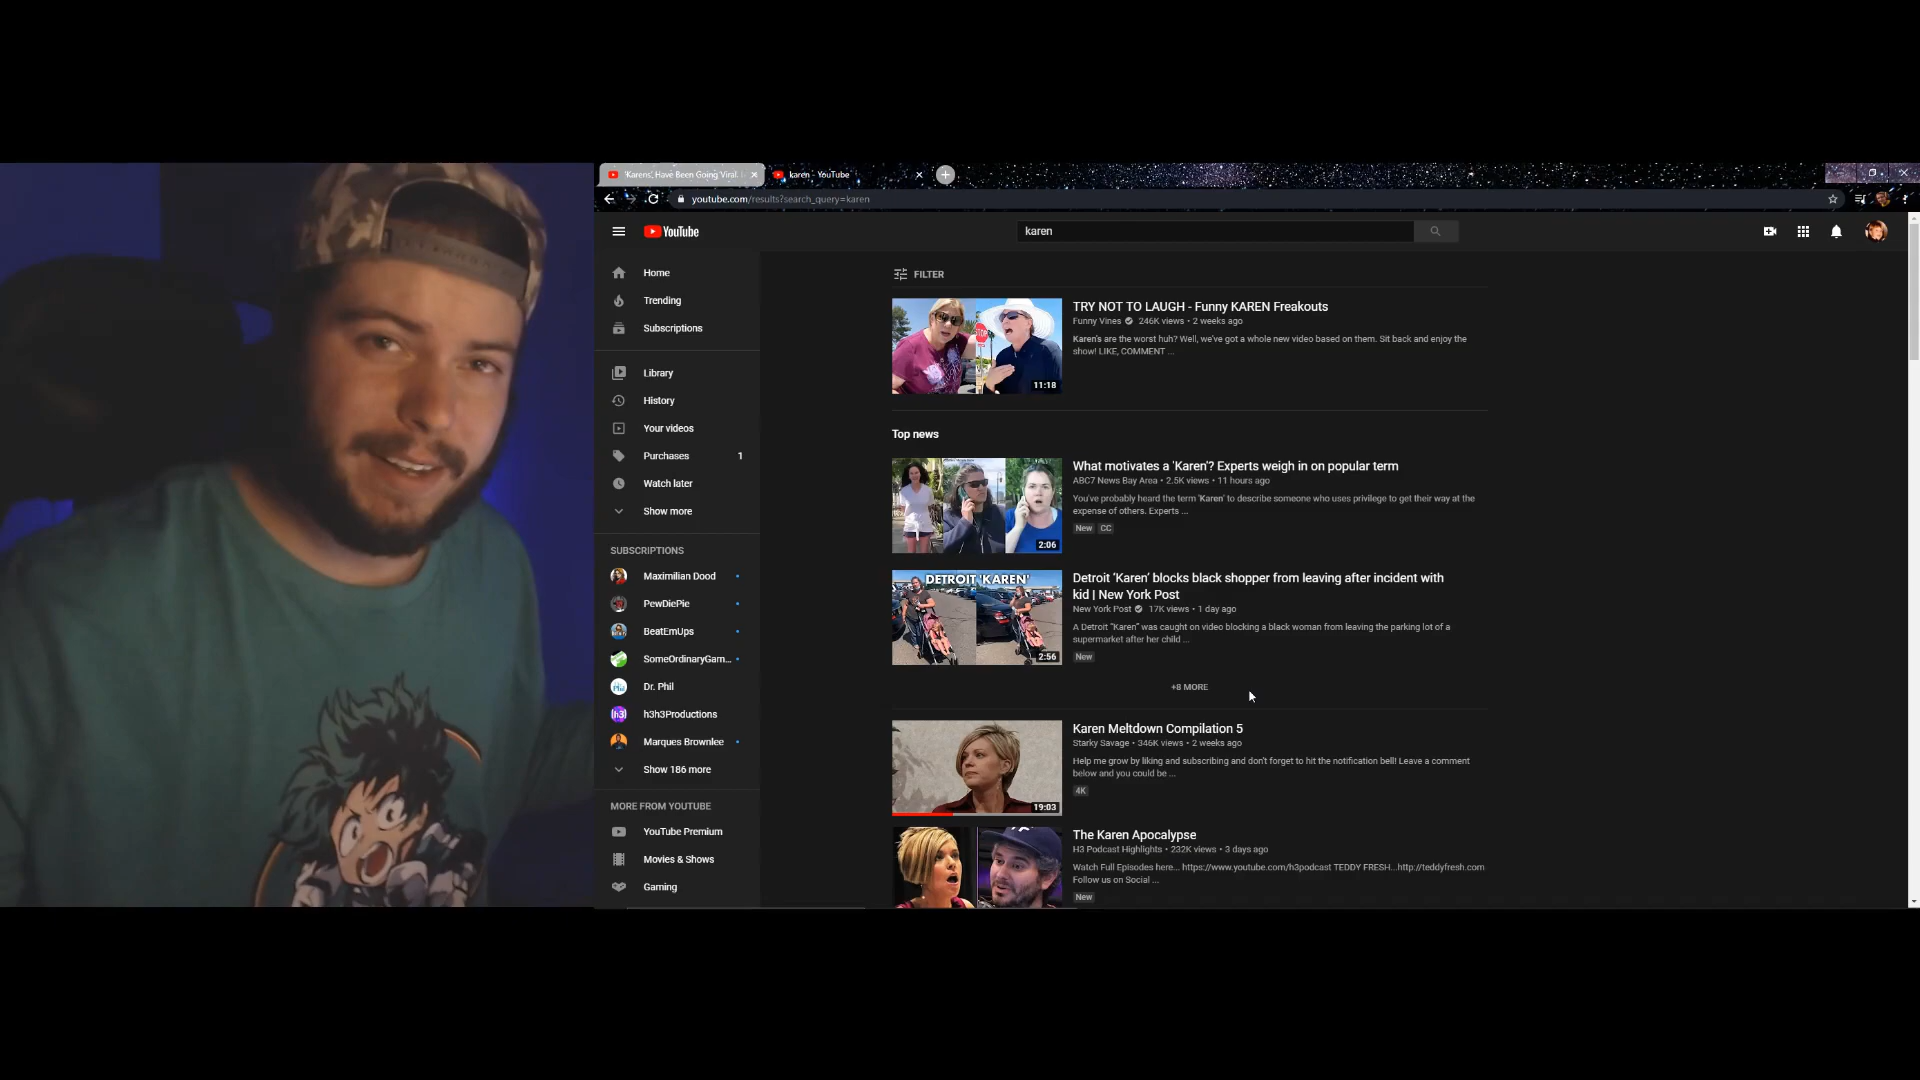 'Karens', Have Been Going Viral.
karen - YouTube
youtube.com/results?search_query=karen
YouTube
karen
Home
Trending
Subscriptions
Library
History
Your videos
Purchases 1
Watch later
Show more
SUBSCRIPTIONS
Maximilian Dood
PewDiePie
BeatEmUps
SomeOrdinaryGam...
Dr. Phil
h3h3Productions
Marques Brownlee
Show 186 more
MORE FROM YOUTUBE
YouTube Premium
Movies & Shows
Gaming
FILTER
11:18
TRY NOT TO LAUGH - Funny KAREN Freakouts
Funny Vines 246K views • 2 weeks ago
Karen's are the worst huh? Well, we've got a whole new video based on them. Sit back and enjoy the
show! LIKE, COMMENT ...
Top news
2:06
What motivates a 'Karen'? Experts weigh in on popular term
ABC7 News Bay Area • 2.5K views • 11 hours ago
You've probably heard the term 'Karen' to describe someone who uses privilege to get their way at the
expense of others. Experts ...
New CC
DETROIT 'KAREN'
2:56
Detroit 'Karen' blocks black shopper from leaving after incident with
kid | New York Post
New York Post 17K views • 1 day ago
A Detroit "Karen" was caught on video blocking a black woman from leaving the parking lot of a
supermarket after her child ...
New
+8 MORE
19:03
Karen Meltdown Compilation 5
Starky Savage • 346K views • 2 weeks ago
Help me grow by liking and subscribing and don't forget to hit the notification bell! Leave a comment
below and you could be ...
4K
The Karen Apocalypse
H3 Podcast Highlights • 232K views • 3 days ago
Watch Full Episodes here... https://www.youtube.com/h3podcast TEDDY FRESH...http://teddyfresh.com
Follow us on Social ...
New